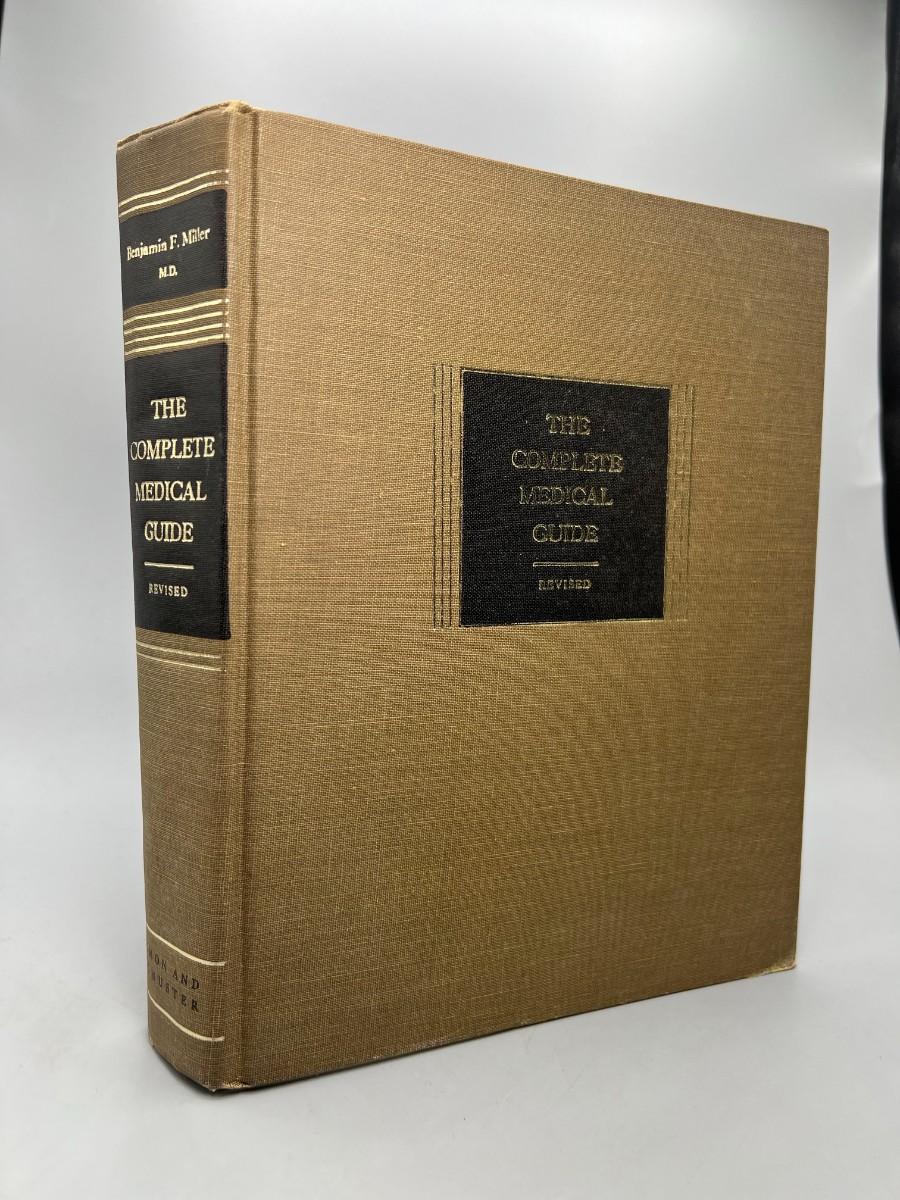 Benjamin F. Miller
M.D.
THE
COMPLETE
MEDICAL
GUIDE
REVISED
MON AND
HUSTER
THE
COMPLETE
MEDICAL
GUIDE
REVISED